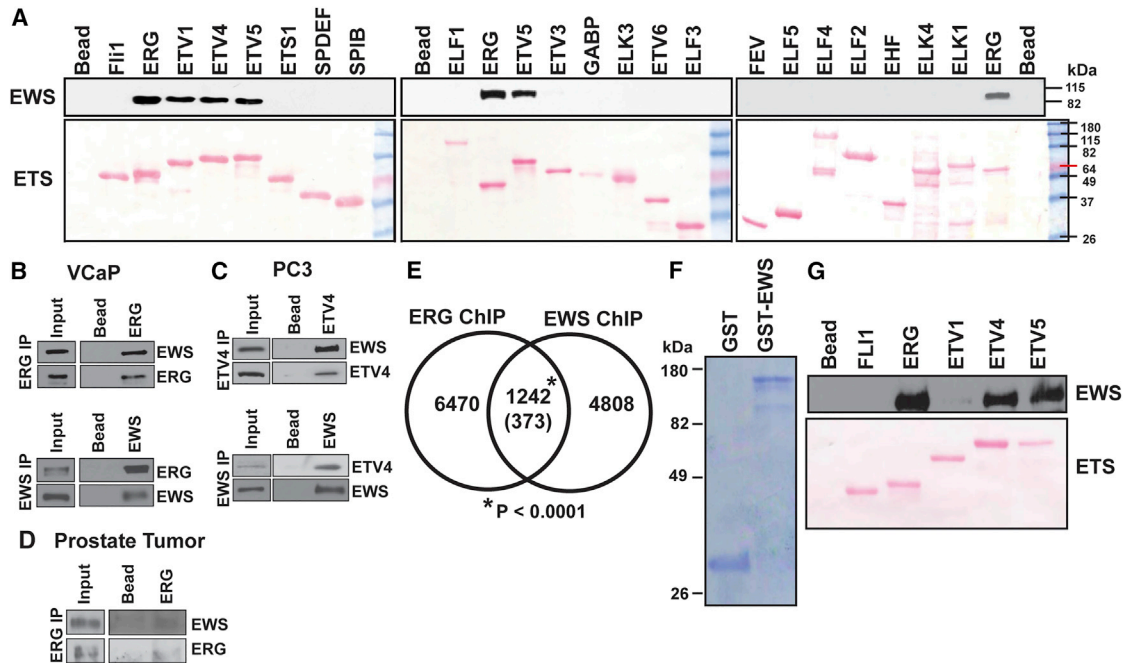 A
Bead
Fli1
ERG
ETV1
ETV4
ETV5
ETS1
SPDEF
SPIB
Bead
ELF1
ERG
ETV5
ETV3
GABP
ELK3
ETV6
ELF3
FEV
ELF5
ELF4
ELF2
EHF
ELK4
ELK1
ERG
Bead
kDa
EWS
115
82
ETS
180
115
82
64
49
37
26
B
VCaP
Input
Bead
ERG
ERG IP
EWS
ERG
Input
Bead
EWS
EWS IP
ERG
EWS
C
PC3
Input
Bead
ETV4
ETV4 IP
EWS
ETV4
Input
Bead
EWS
EWS IP
ETV4
EWS
D
Prostate Tumor
Input
Bead
ERG
ERG IP
EWS
ERG
E
ERG ChIP
EWS ChIP
6470
1242 *
(373)
4808
* P < 0.0001
F
GST
GST-EWS
kDa
180
82
49
26
G
Bead
FLI1
ERG
ETV1
ETV4
ETV5
EWS
ETS